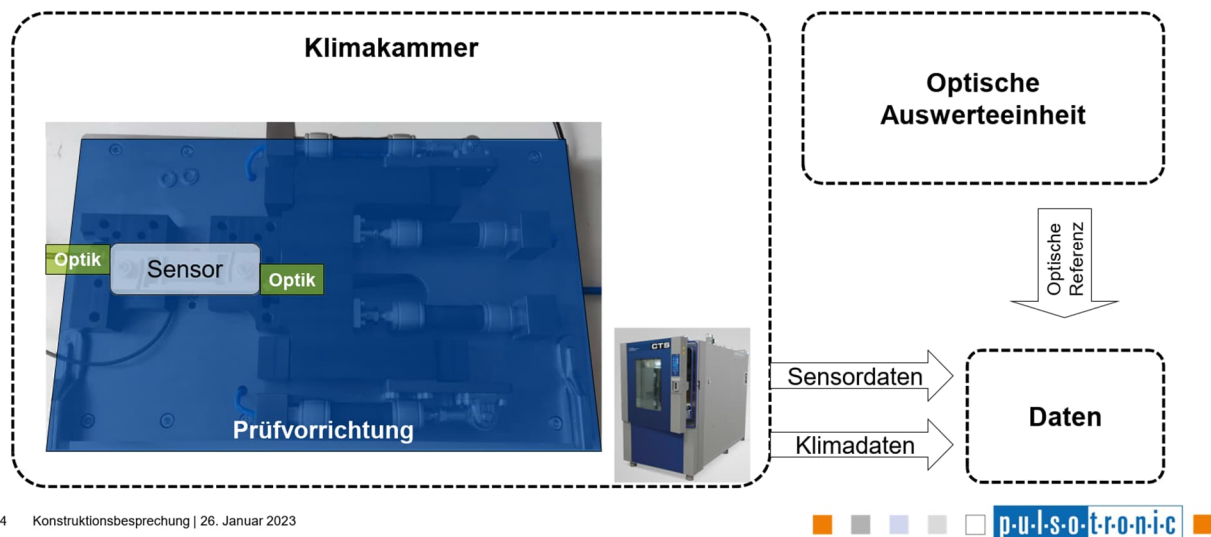 Klimakammer
Optische
Auswerteeinheit
Optik
Sensor
Optik
Prüfvorrichtung
CTS
Optische
Referenz
Sensordaten
Klimadaten
Daten
4 Konstruktionsbesprechung | 26. Januar 2023
p·u·l·s·o·t·r·o·n·i·c